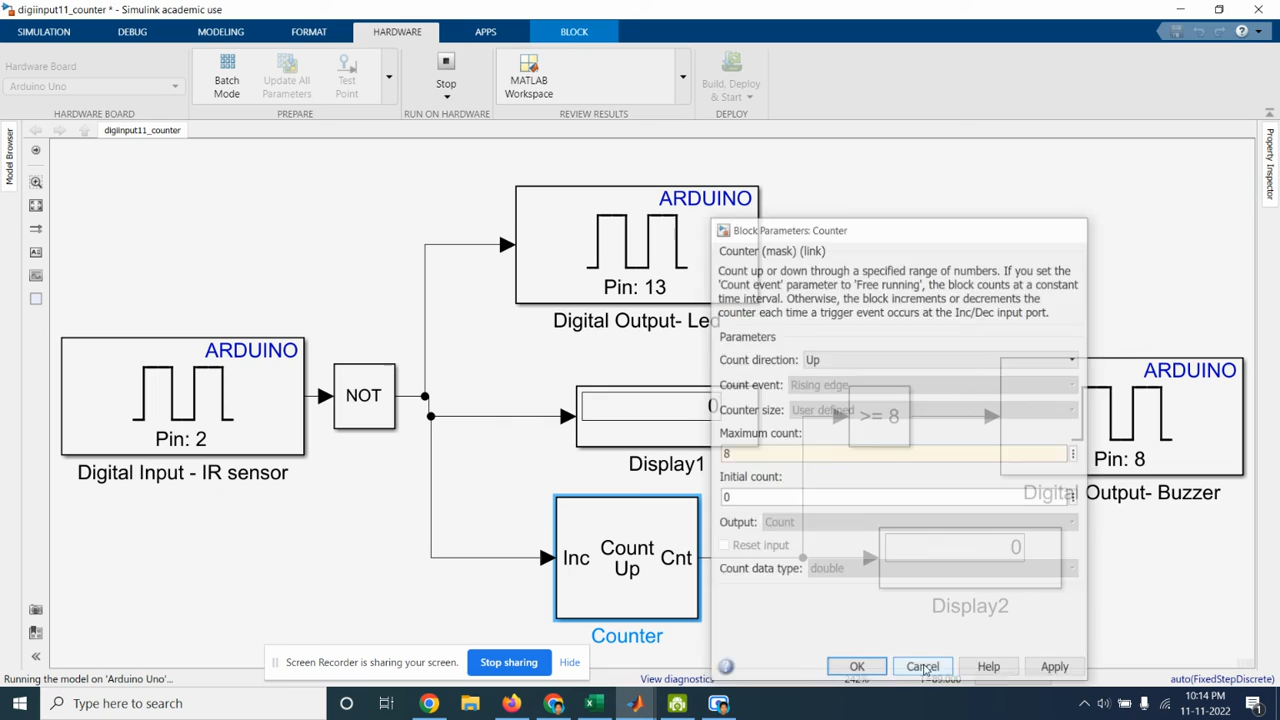 digiinput11_counter * - Simulink academic use
SIMULATION DEBUG MODELING FORMAT HARDWARE APPS BLOCK
Hardware Board
Arduino Uno
Batch Mode
Update All Parameters
Test Point
Stop
MATLAB Workspace
Build, Deploy & Start
HARDWARE BOARD PREPARE RUN ON HARDWARE REVIEW RESULTS DEPLOY
digiinput11_counter
Model Browser
Property Inspector
ARDUINO
Pin: 13
Digital Output- Led
ARDUINO
Pin: 2
Digital Input - IR sensor
NOT
0
Display1
Inc Count Up Cnt
Counter
>= 8
ARDUINO
Pin: 8
Digital Output- Buzzer
0
Display2
Block Parameters: Counter
Counter (mask) (link)
Count up or down through a specified range of numbers. If you set the
'Count event' parameter to 'Free running', the block counts at a constant
time interval. Otherwise, the block increments or decrements the
counter each time a trigger event occurs at the Inc/Dec input port.
Parameters
Count direction: Up
Count event: Rising edge
Counter size: User defined
Maximum count:
8
Initial count:
0
Output: Count
Reset input
Count data type: double
OK Cancel Help Apply
Screen Recorder is sharing your screen. Stop sharing Hide
Running the model on 'Arduino Uno'. View diagnostics 242% T=89.000 auto(FixedStepDiscrete)
Type here to search
10:14 PM
11-11-2022
1